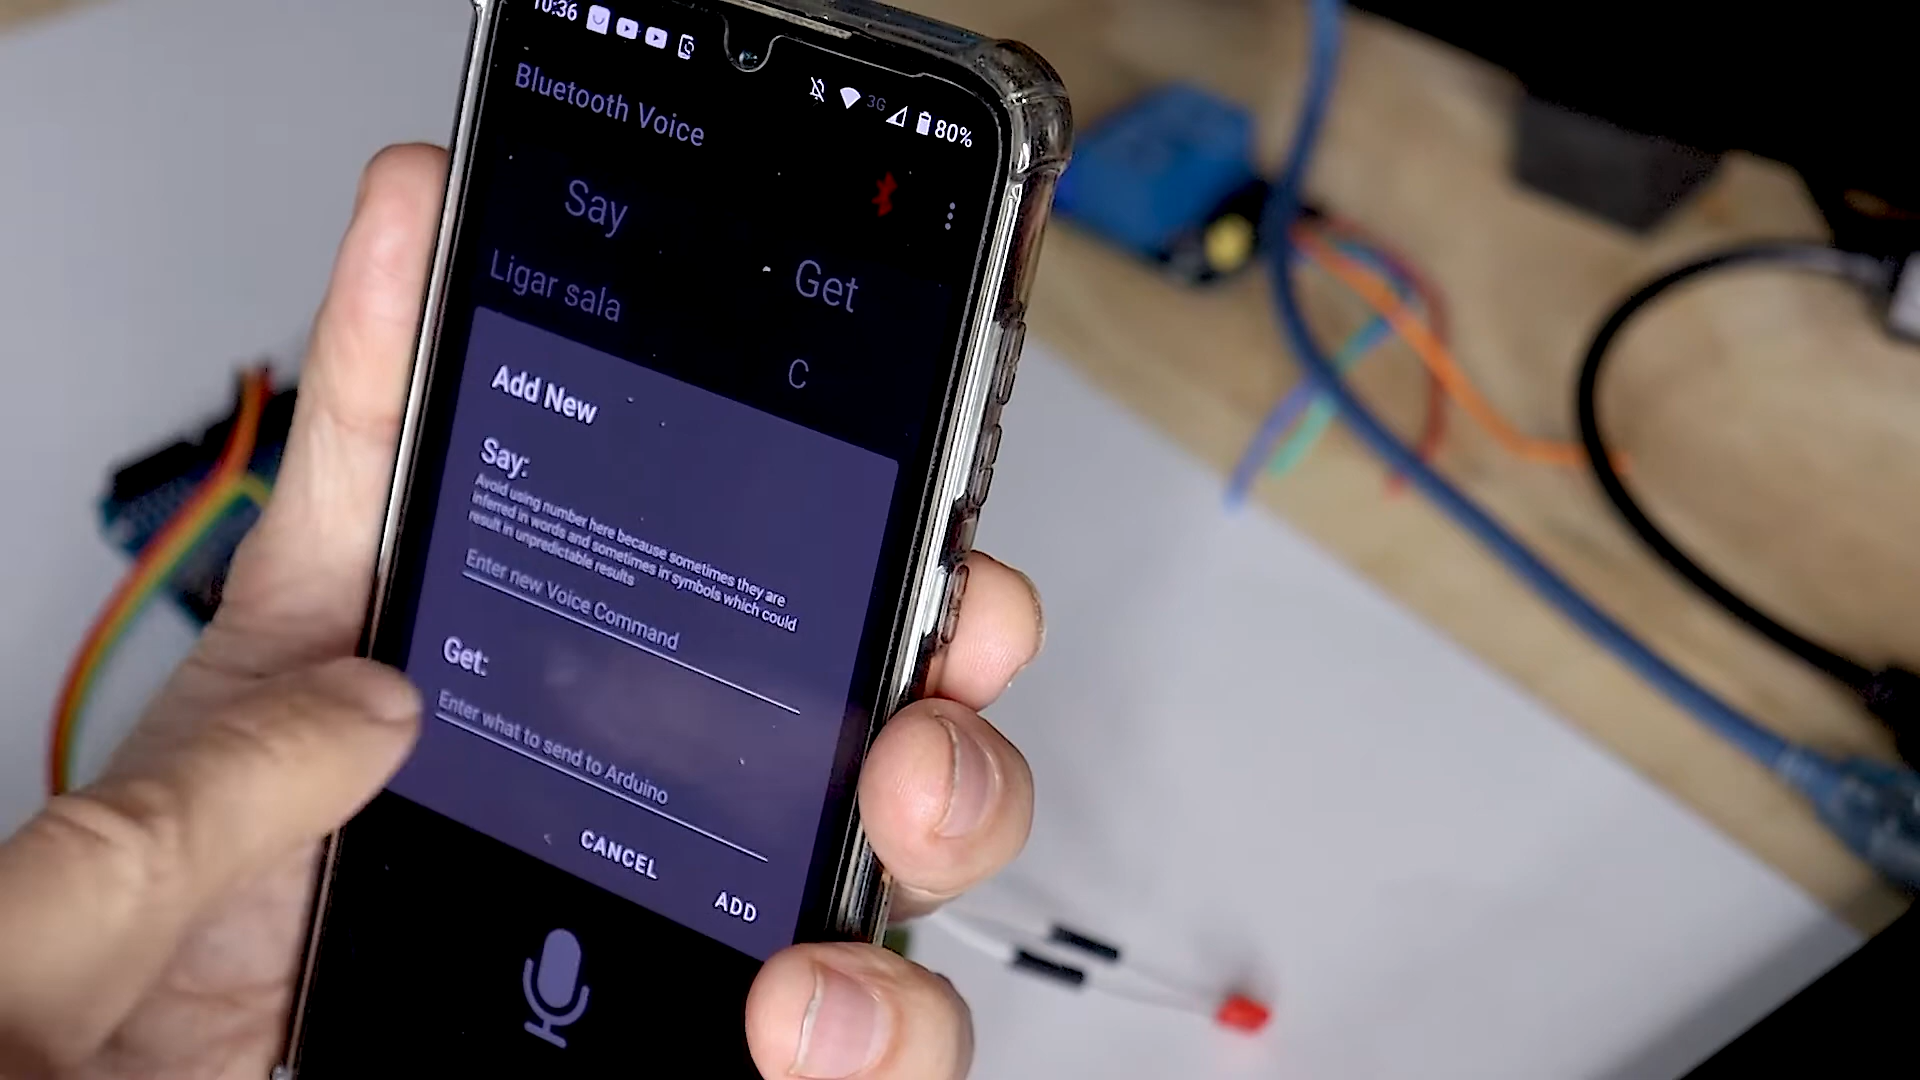 10:36
3G
80%
Bluetooth Voice
Say
Get
Ligar sala
C
Add New
Say:
Avoid using number here because sometimes they are
inferred in words and sometimes in symbols which could
result in unpredictable results
Enter new Voice Command
Get:
Enter what to send to Arduino
CANCEL
ADD